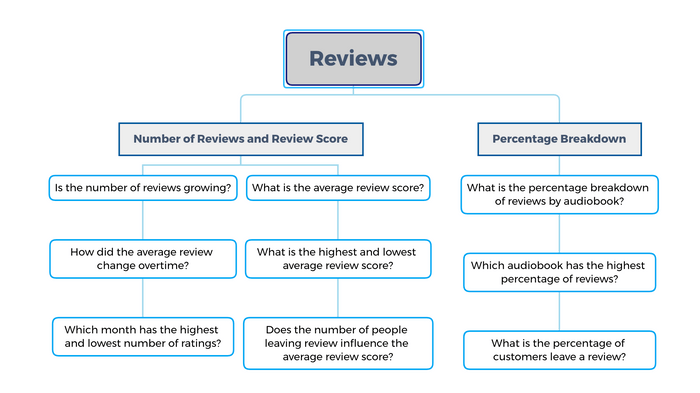 Reviews
Number of Reviews and Review Score
Percentage Breakdown
Is the number of reviews growing?
What is the average review score?
What is the percentage breakdown
of reviews by audiobook?
How did the average review
change overtime?
What is the highest and lowest
average review score?
Which audiobook has the highest
percentage of reviews?
Which month has the highest
and lowest number of ratings?
Does the number of people
leaving review influence the
average review score?
What is the percentage of
customers leave a review?